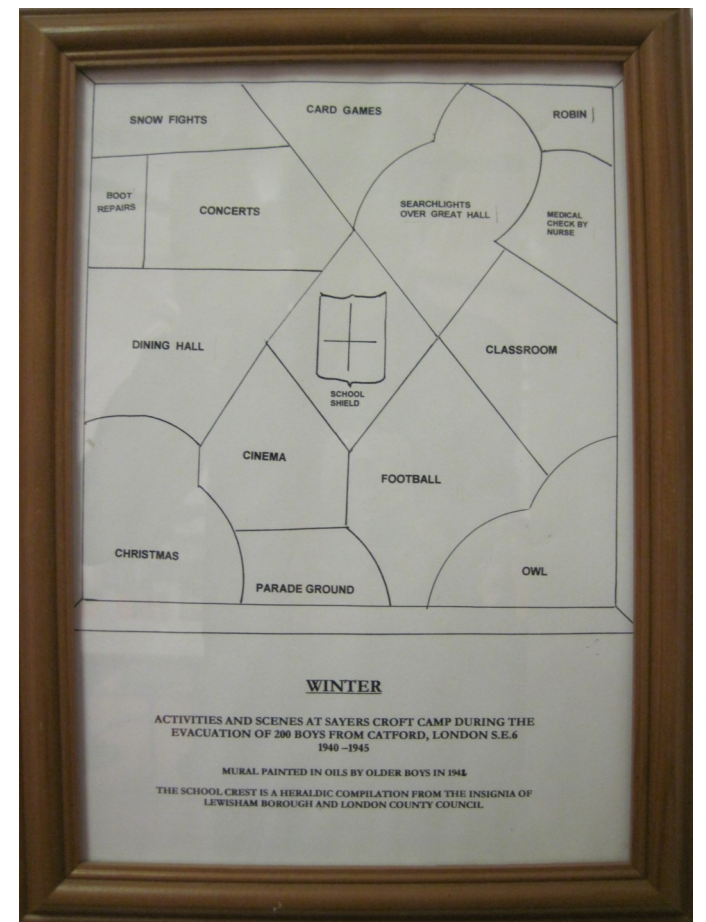 SNOW FIGHTS
CARD GAMES
ROBIN
BOOT
REPAIRS
CONCERTS
SEARCHLIGHTS
OVER GREAT HALL
MEDICAL
CHECK BY
NURSE
DINING HALL
CLASSROOM
SCHOOL
SHIELD
CINEMA
FOOTBALL
CHRISTMAS
PARADE GROUND
OWL
WINTER
ACTIVITIES AND SCENES AT SAYERS CROFT CAMP DURING THE
EVACUATION OF 200 BOYS FROM CATFORD, LONDON S.E.6
1940 –1945
MURAL PAINTED IN OILS BY OLDER BOYS IN
THE SCHOOL CREST IS A HERALDIC COMPILATION FROM THE INSIGNIA OF
LEWISHAM BOROUGH AND LONDON COUNTY COUNCIL